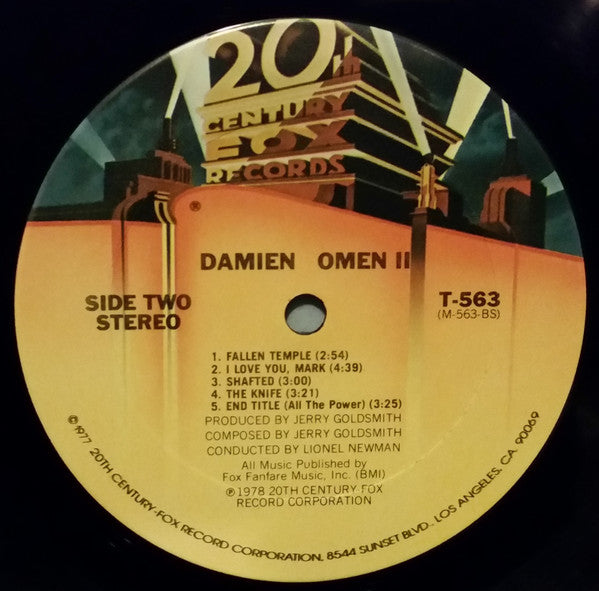 20th
CENTURY
FOX
RECORDS
®
DAMIEN OMEN II
SIDE TWO
STEREO
T-563
(M-563-BS)
1. FALLEN TEMPLE (2:54)
2. I LOVE YOU, MARK (4:39)
3. SHAFTED (3:00)
4. THE KNIFE (3:21)
5. END TITLE (All The Power) (3:25)
PRODUCED BY JERRY GOLDSMITH
COMPOSED BY JERRY GOLDSMITH
CONDUCTED BY LIONEL NEWMAN
All Music Published by
Fox Fanfare Music, Inc. (BMI)
℗ 1978 20TH CENTURY-FOX
RECORD CORPORATION
©1977 20TH CENTURY-FOX RECORD CORPORATION, 8544 SUNSET BLVD., LOS ANGELES, CA. 90069